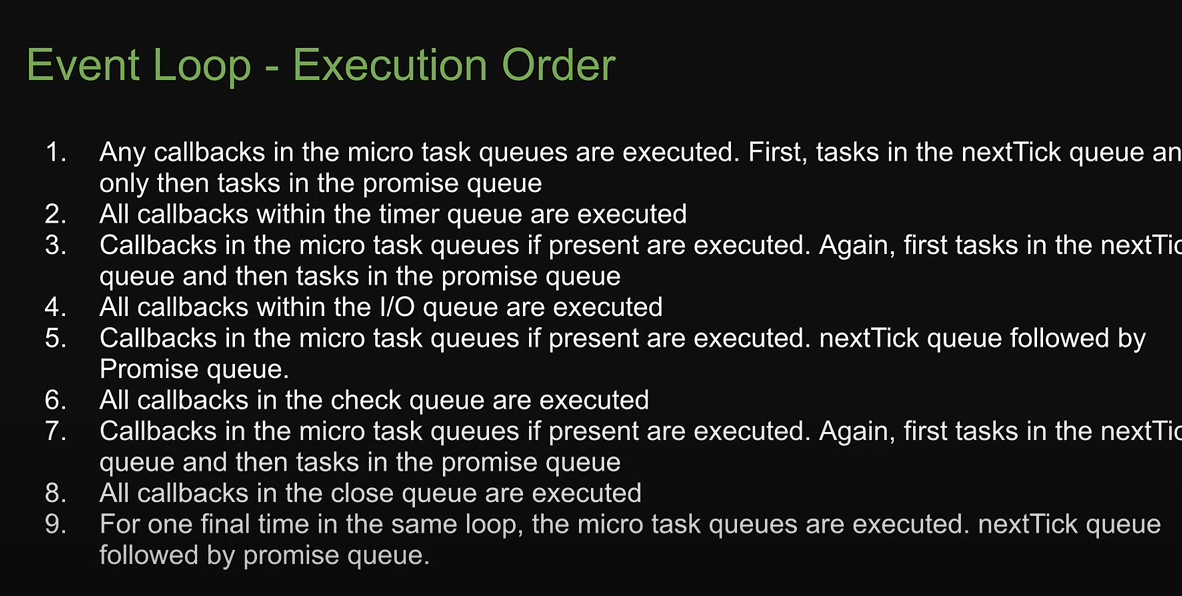 Event Loop - Execution Order
1. Any callbacks in the micro task queues are executed. First, tasks in the nextTick queue an
only then tasks in the promise queue
2. All callbacks within the timer queue are executed
3. Callbacks in the micro task queues if present are executed. Again, first tasks in the nextTic
queue and then tasks in the promise queue
4. All callbacks within the I/O queue are executed
5. Callbacks in the micro task queues if present are executed. nextTick queue followed by
Promise queue.
6. All callbacks in the check queue are executed
7. Callbacks in the micro task queues if present are executed. Again, first tasks in the nextTic
queue and then tasks in the promise queue
8. All callbacks in the close queue are executed
9. For one final time in the same loop, the micro task queues are executed. nextTick queue
followed by promise queue.